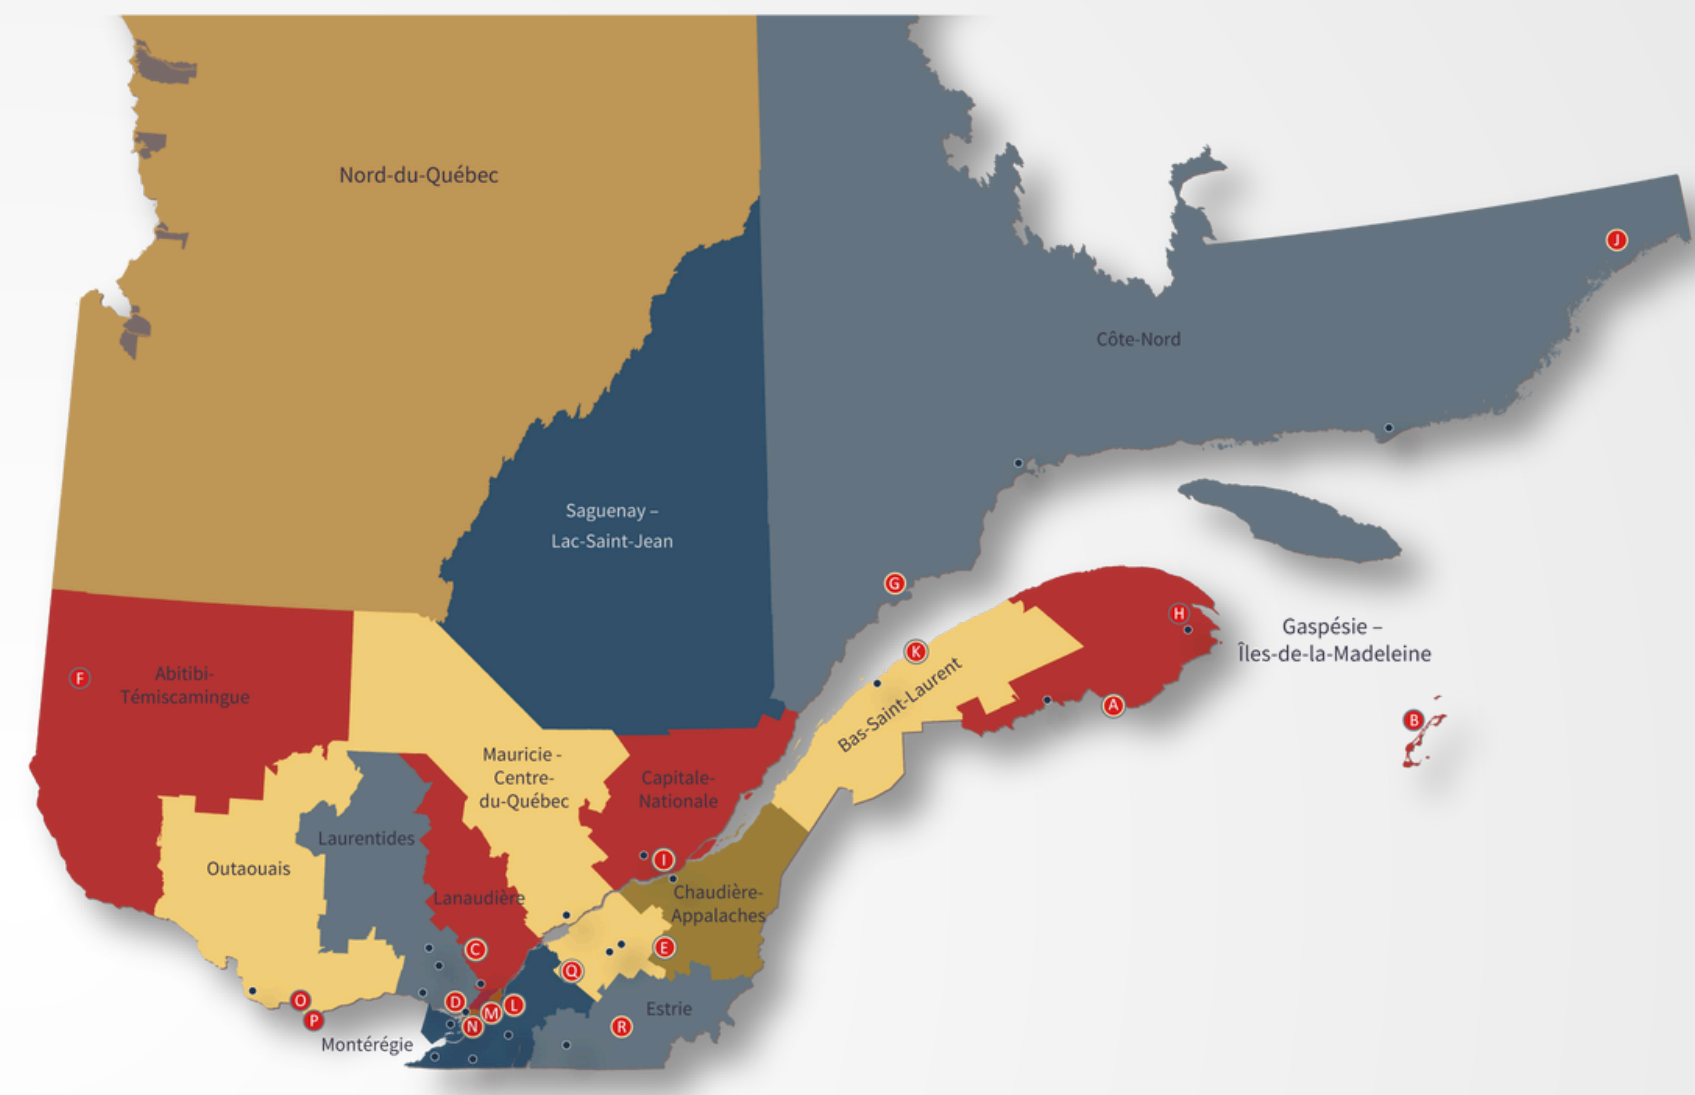 Nord-du-Québec
J
Côte-Nord
Saguenay –
Lac-Saint-Jean
G
H
Gaspésie –
Îles-de-la-Madeleine
K
F
Abitibi-
Témiscamingue
Bas-Saint-Laurent
A
B
Mauricie -
Centre-
du-Québec
Capitale-
Nationale
Laurentides
Outaouais
I
Lanaudière
Chaudière-
Appalaches
C
E
Q
O
P
D
M
L
N
R
Estrie
Montérégie